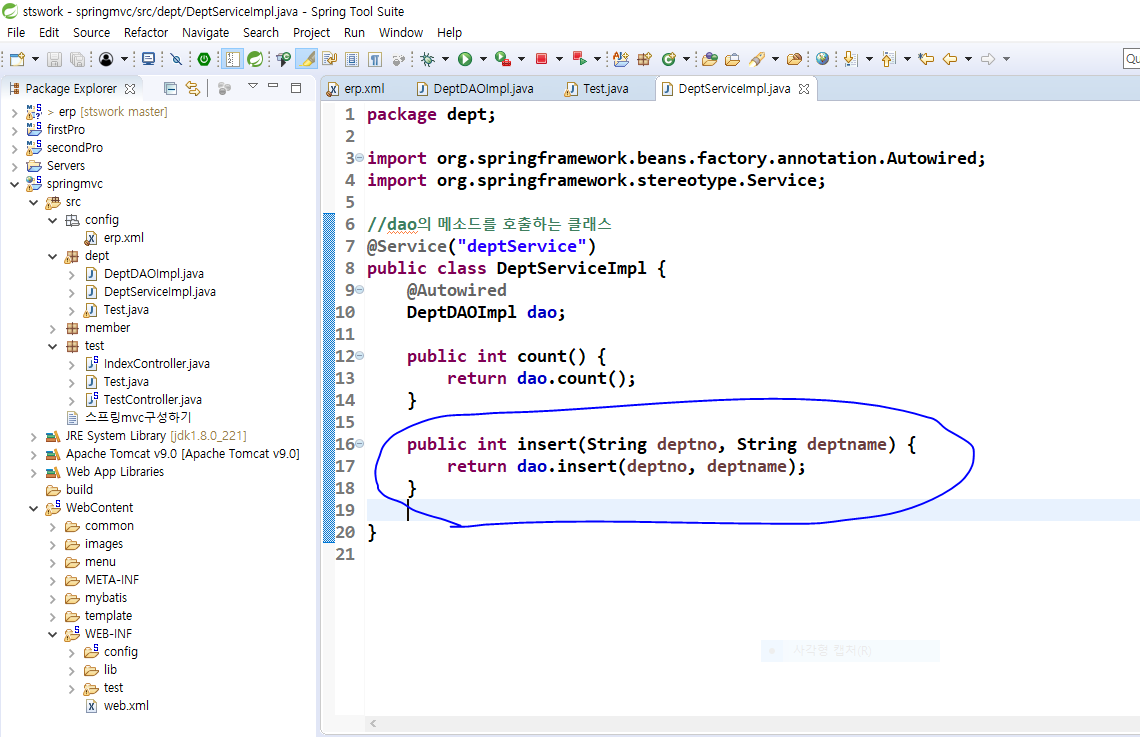 stswork - springmvc/src/dept/DeptServiceImpl.java - Spring Tool Suite
File Edit Source Refactor Navigate Search Project Run Window Help
Qu
Package Explorer
erp.xml DeptDAOImpl.java Test.java DeptServiceImpl.java
> erp [stswork master]
firstPro
secondPro
Servers
springmvc
src
config
erp.xml
dept
DeptDAOImpl.java
DeptServiceImpl.java
Test.java
member
test
IndexController.java
Test.java
TestController.java
스프링mvc구성하기
JRE System Library [jdk1.8.0_221]
Apache Tomcat v9.0 [Apache Tomcat v9.0]
Web App Libraries
build
WebContent
common
images
menu
META-INF
mybatis
template
WEB-INF
config
lib
test
web.xml
1 package dept;
2
3 import org.springframework.beans.factory.annotation.Autowired;
4 import org.springframework.stereotype.Service;
5
6 //dao의 메소드를 호출하는 클래스
7 @Service("deptService")
8 public class DeptServiceImpl {
9 @Autowired
10 DeptDAOImpl dao;
11
12 public int count() {
13 return dao.count();
14 }
15
16 public int insert(String deptno, String deptname) {
17 return dao.insert(deptno, deptname);
18 }
19
20 }
21
사각형 캡처(R)